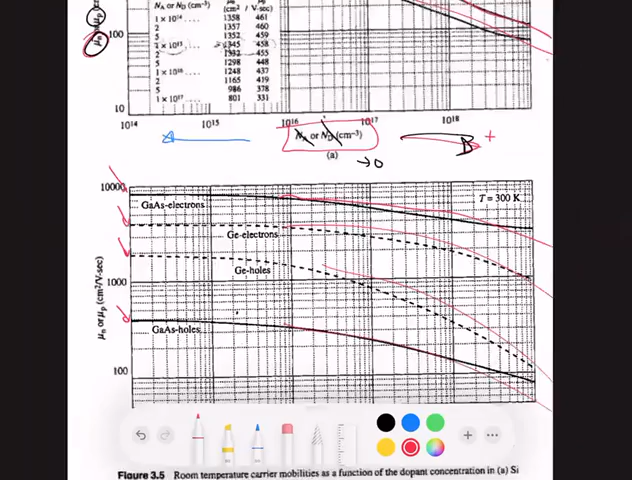 N_A or N_D (cm² / V-sec)
1 × 10¹⁴ .... 1358 461
2 1357 460
5 1352 459
1 × 10¹⁵ .... 1345 458
2 1332 455
5 1298 448
1 × 10¹⁶ .... 1248 437
2 1165 419
5 986 378
1 × 10¹⁷ .... 801 331
100
10
10¹⁴ 10¹⁵ 10¹⁶ 10¹⁷ 10¹⁸
N_A or N_D (cm⁻³)
(a)
→0
10000
GaAs-electrons
T = 300 K
Ge-electrons
Ge-holes
1000
μn or μp (cm²/V-sec)
GaAs-holes
100
Figure 3.5 Room temperature carrier mobilities as a function of the dopant concentration in (a) Si